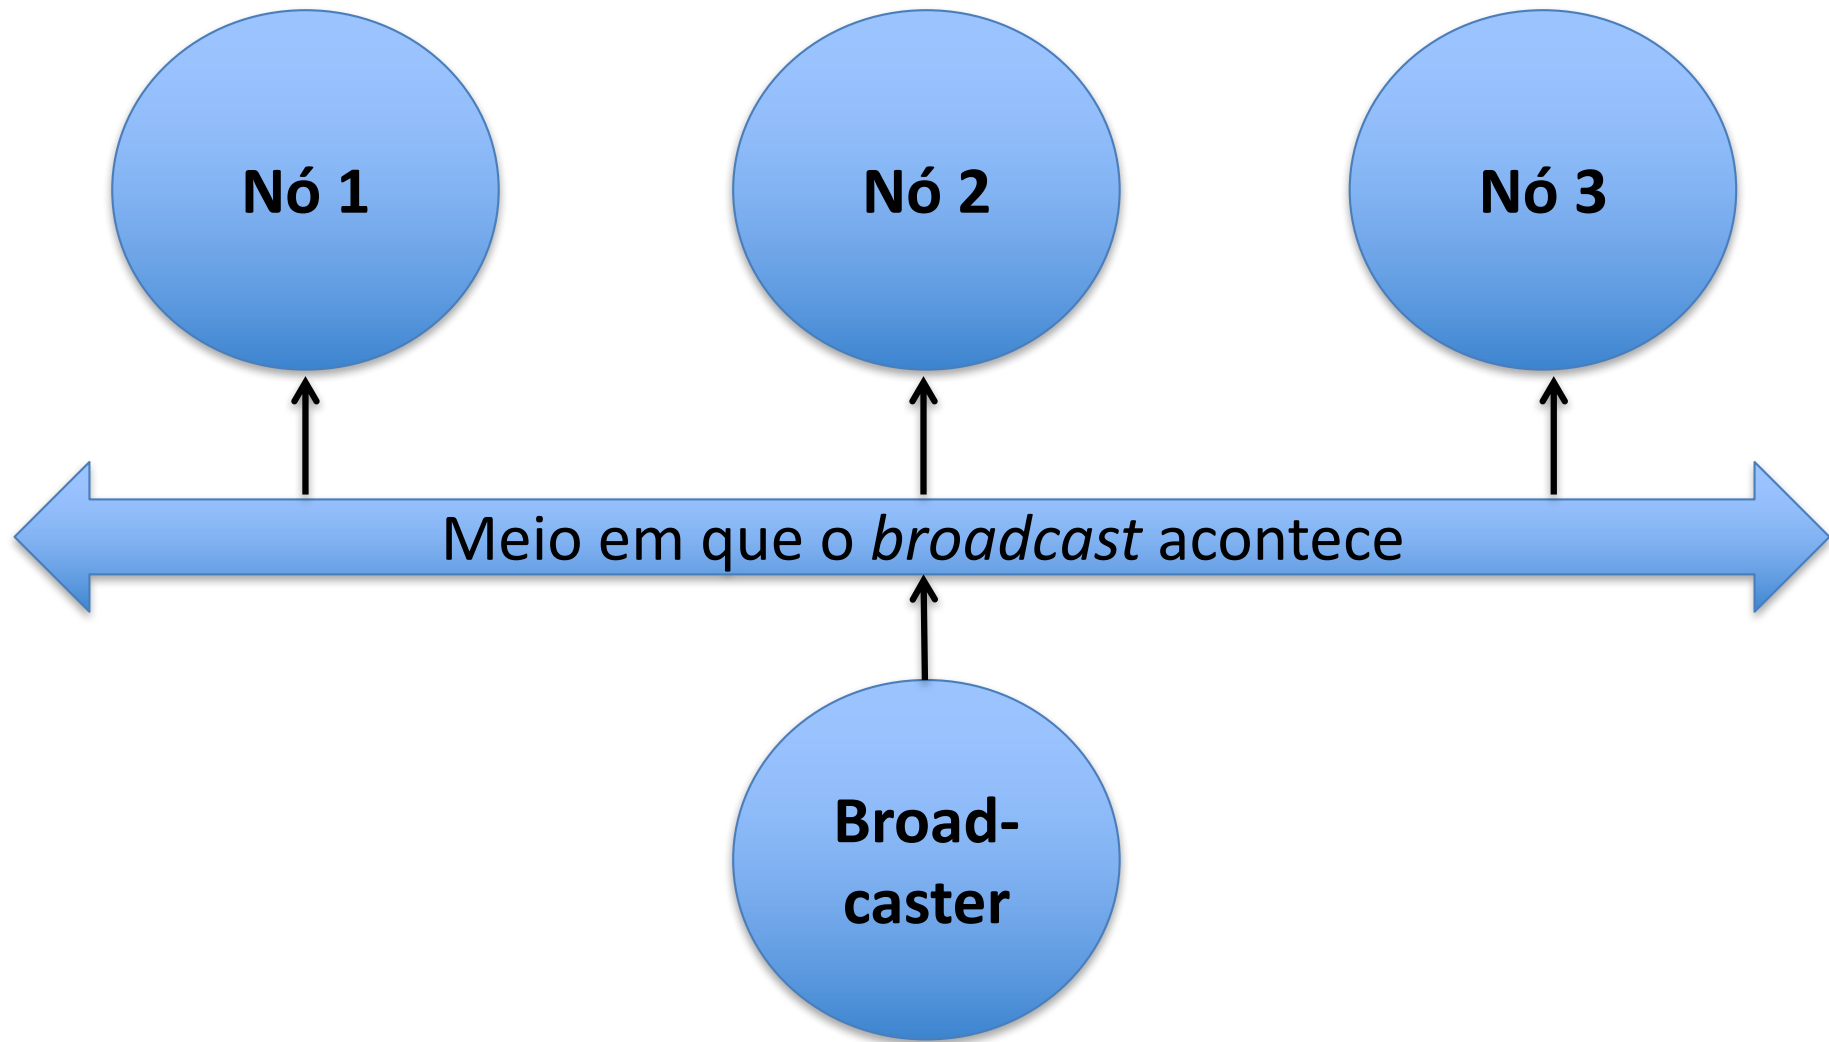 Nó 1
Nó 2
Nó 3
Meio em que o broadcast acontece
Broad-
caster